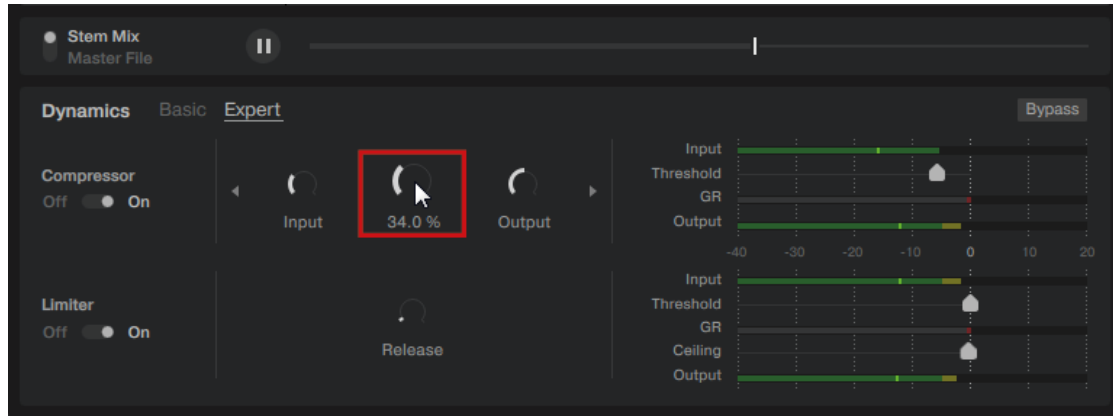 Stem Mix
Master File
Dynamics Basic Expert Bypass
Compressor
Off On
Input 34.0 % Output
Input
Threshold
GR
Output
-40 -30 -20 -10 0 10 20
Limiter
Off On
Release
Input
Threshold
GR
Ceiling
Output